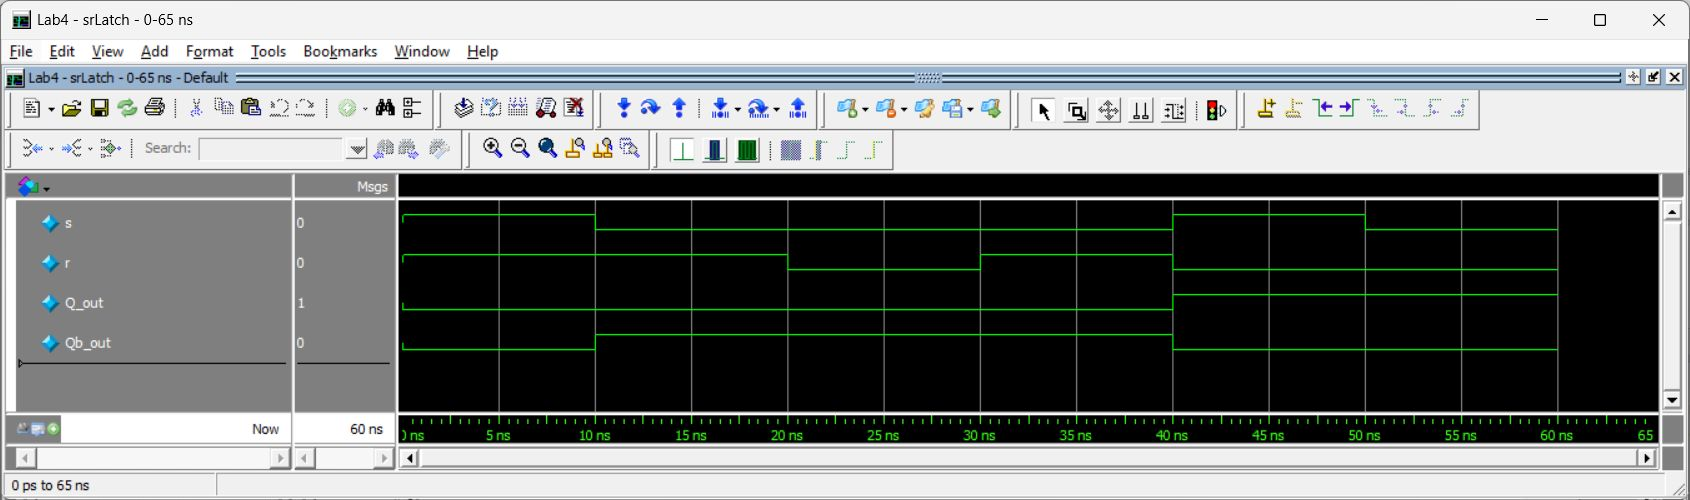 Lab4 - srLatch - 0-65 ns
File Edit View Add Format Tools Bookmarks Window Help
Lab4 - srLatch - 0-65 ns - Default
Search:
Msgs
s 0
r 0
Q_out 1
Qb_out 0
Now 60 ns
0 ns 5 ns 10 ns 15 ns 20 ns 25 ns 30 ns 35 ns 40 ns 45 ns 50 ns 55 ns 60 ns 65
0 ps to 65 ns